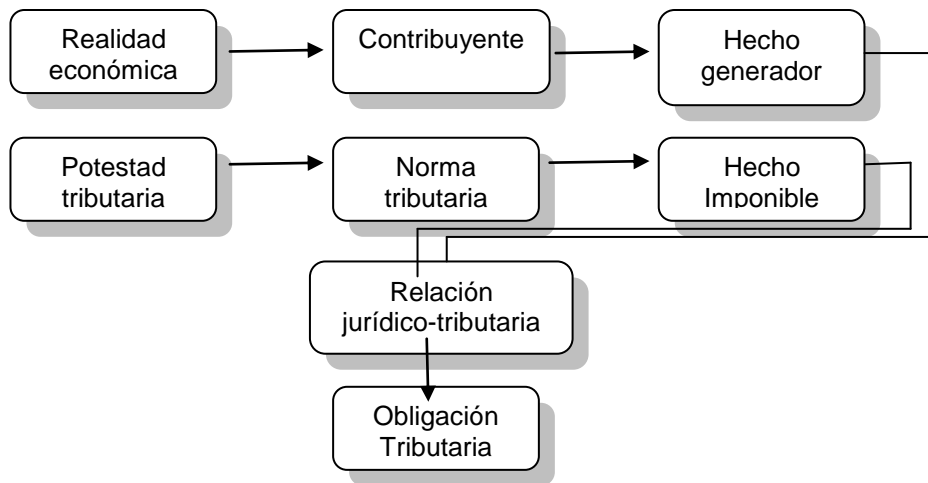 Realidad
económica
Contribuyente
Hecho
generador
Potestad
tributaria
Norma
tributaria
Hecho
Imponible
Relación
jurídico-tributaria
Obligación
Tributaria